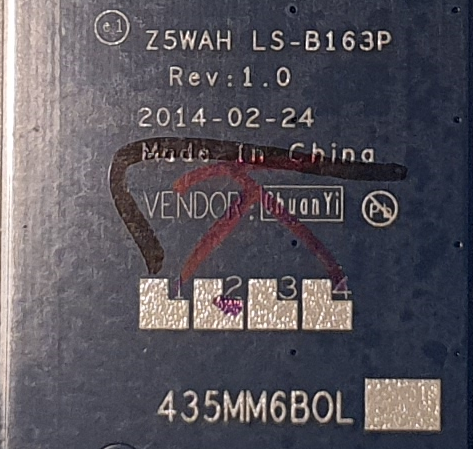 e1
Z5WAH LS-B163P
Rev:1.0
2014-02-24
Made In China
VENDOR: ChuanYi Pb
1 2 3 4
435MM6BOL